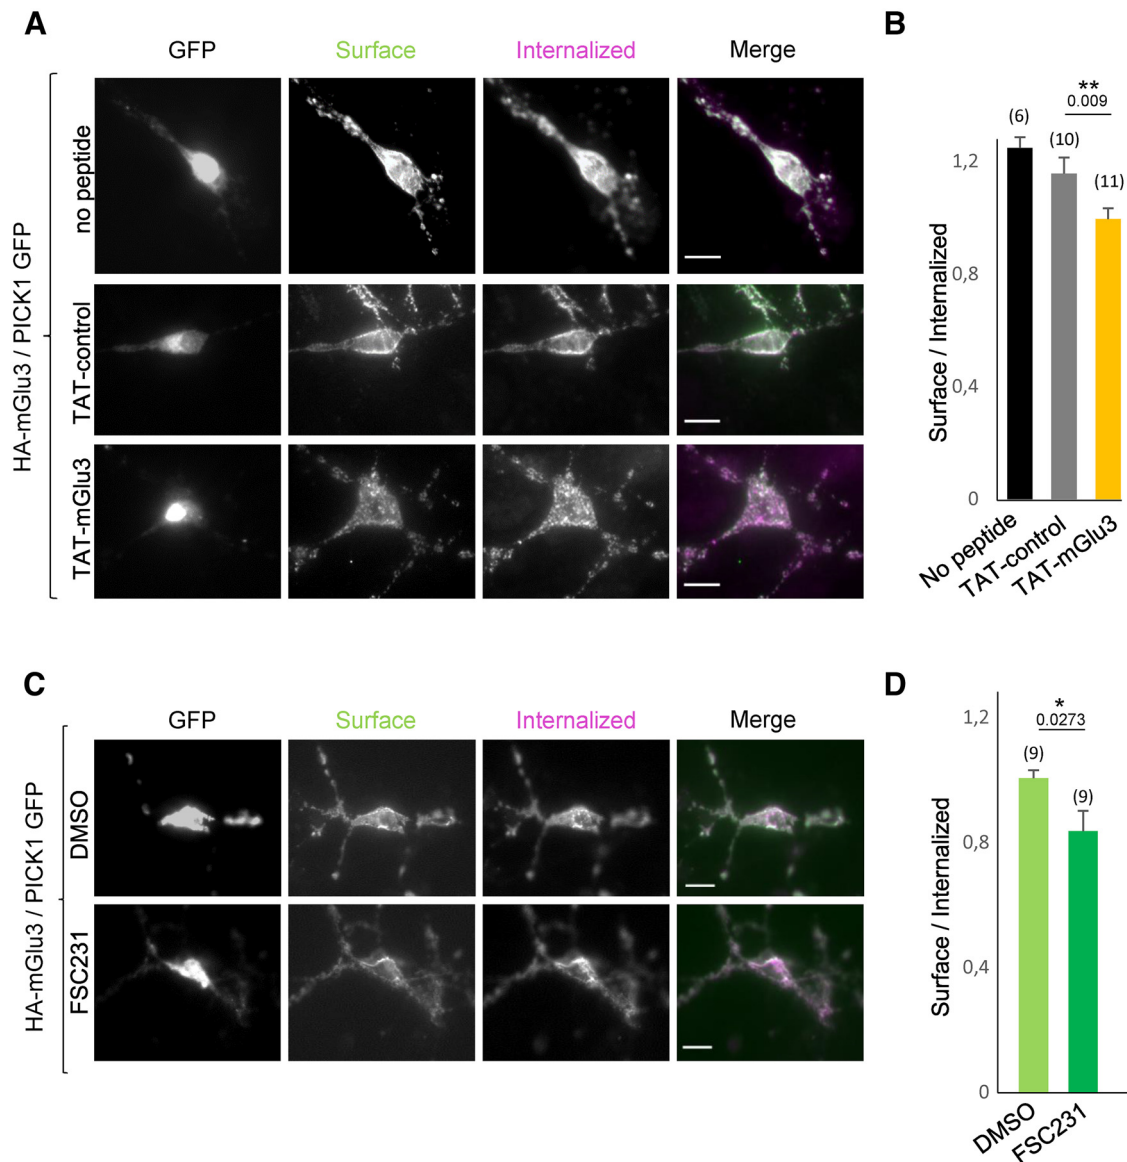 A
GFP
Surface
Internalized
Merge
HA-mGlu3 / PICK1 GFP
no peptide
TAT-control
TAT-mGlu3
B
**
0.009
(6)
(10)
(11)
1,2
0,8
0,4
0
Surface / Internalized
No peptide
TAT-control
TAT-mGlu3
C
GFP
Surface
Internalized
Merge
HA-mGlu3 / PICK1 GFP
DMSO
FSC231
D
*
0.0273
(9)
(9)
1,2
0,8
0,4
0
Surface / Internalized
DMSO
FSC231